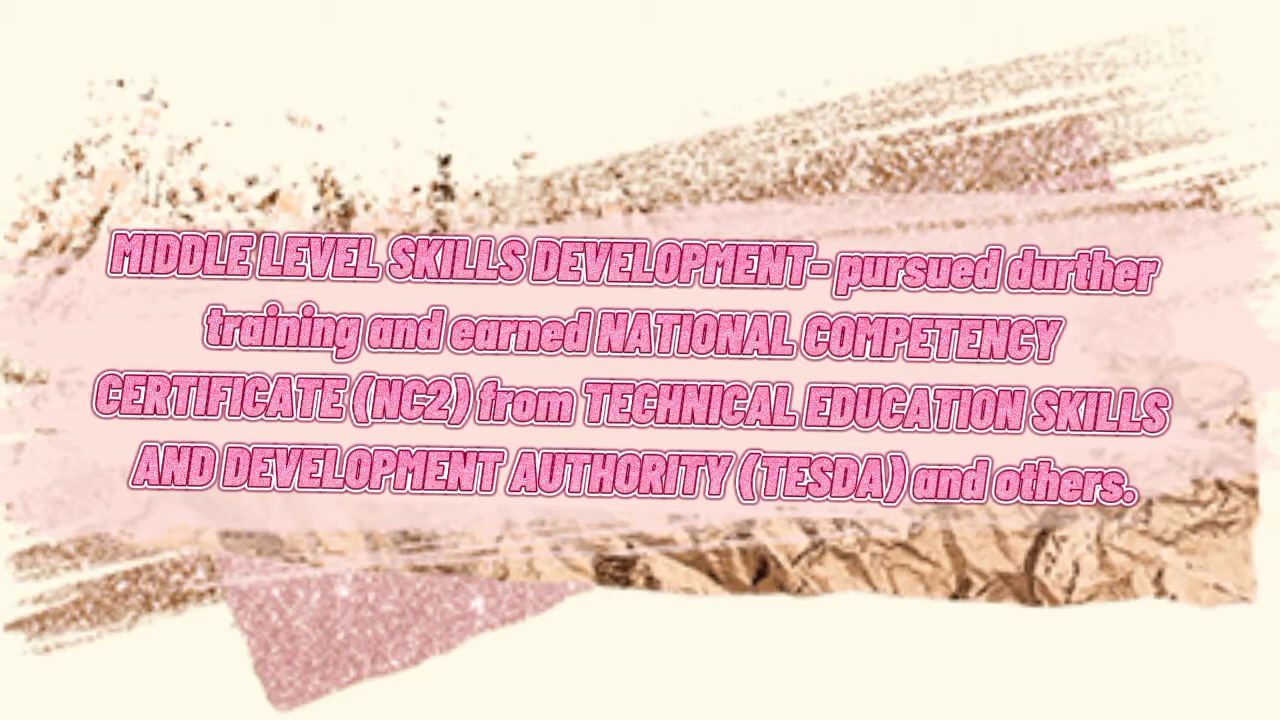 MIDDLE LEVEL SKILLS DEVELOPMENT- pursued durther
training and earned NATIONAL COMPETENCY
CERTIFICATE (NC2) from TECHNICAL EDUCATION SKILLS
AND DEVELOPMENT AUTHORITY (TESDA) and others.